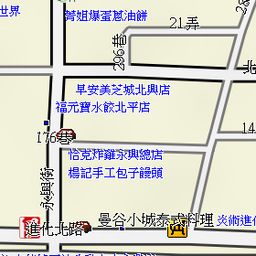 世界
菁姐爆蛋蔥油餅
21弄
296巷
北
早安美芝城北興店
福元寶水餃北平店
176巷
14
恰克炸雞永興總店
楊記手工包子饅頭
永興街
曼谷小城泰式料理
炎術進化
進化北路